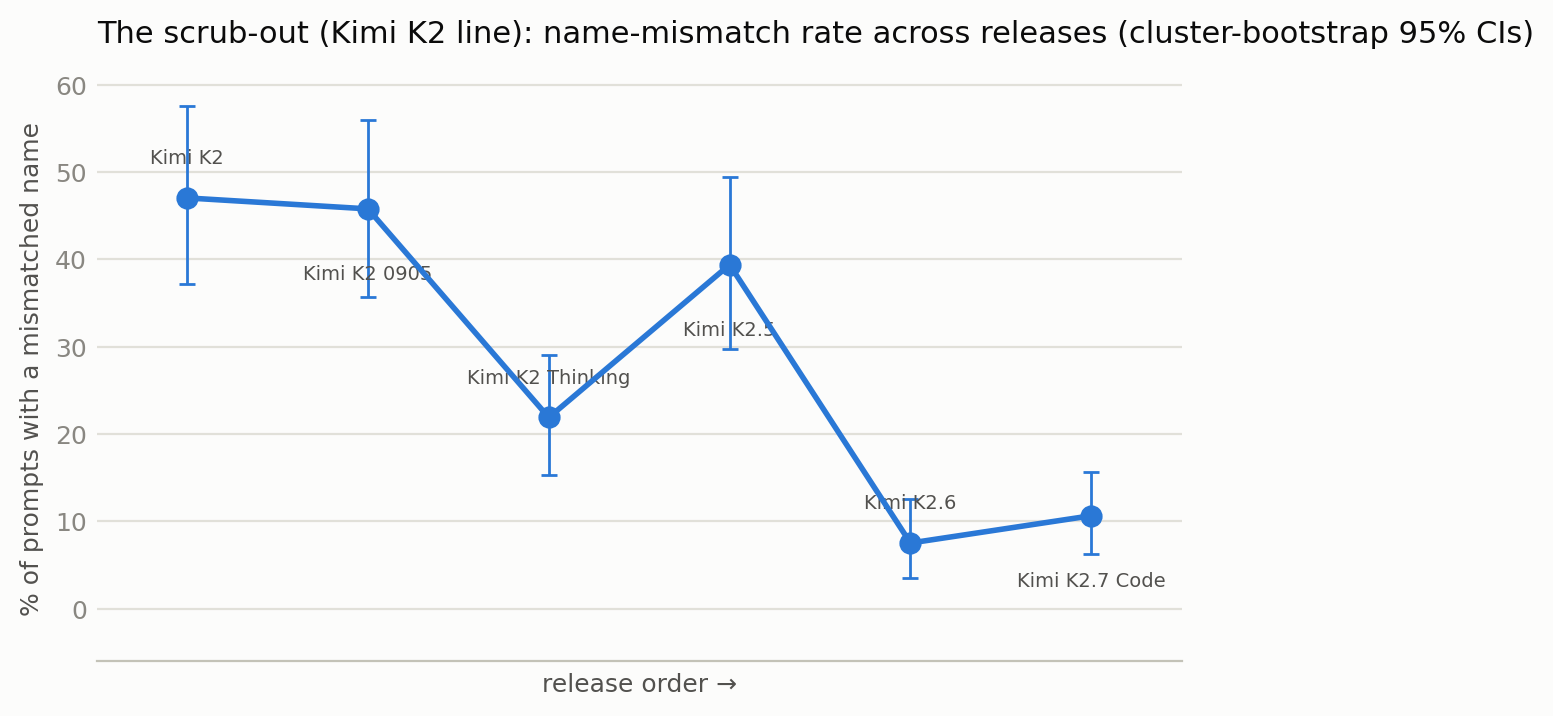 The scrub-out (Kimi K2 line): name-mismatch rate across releases (cluster-bootstrap 95% CIs)
% of prompts with a mismatched name
60
50
40
30
20
10
0
Kimi K2
Kimi K2 0905
Kimi K2 Thinking
Kimi K2.5
Kimi K2.6
Kimi K2.7 Code
release order →